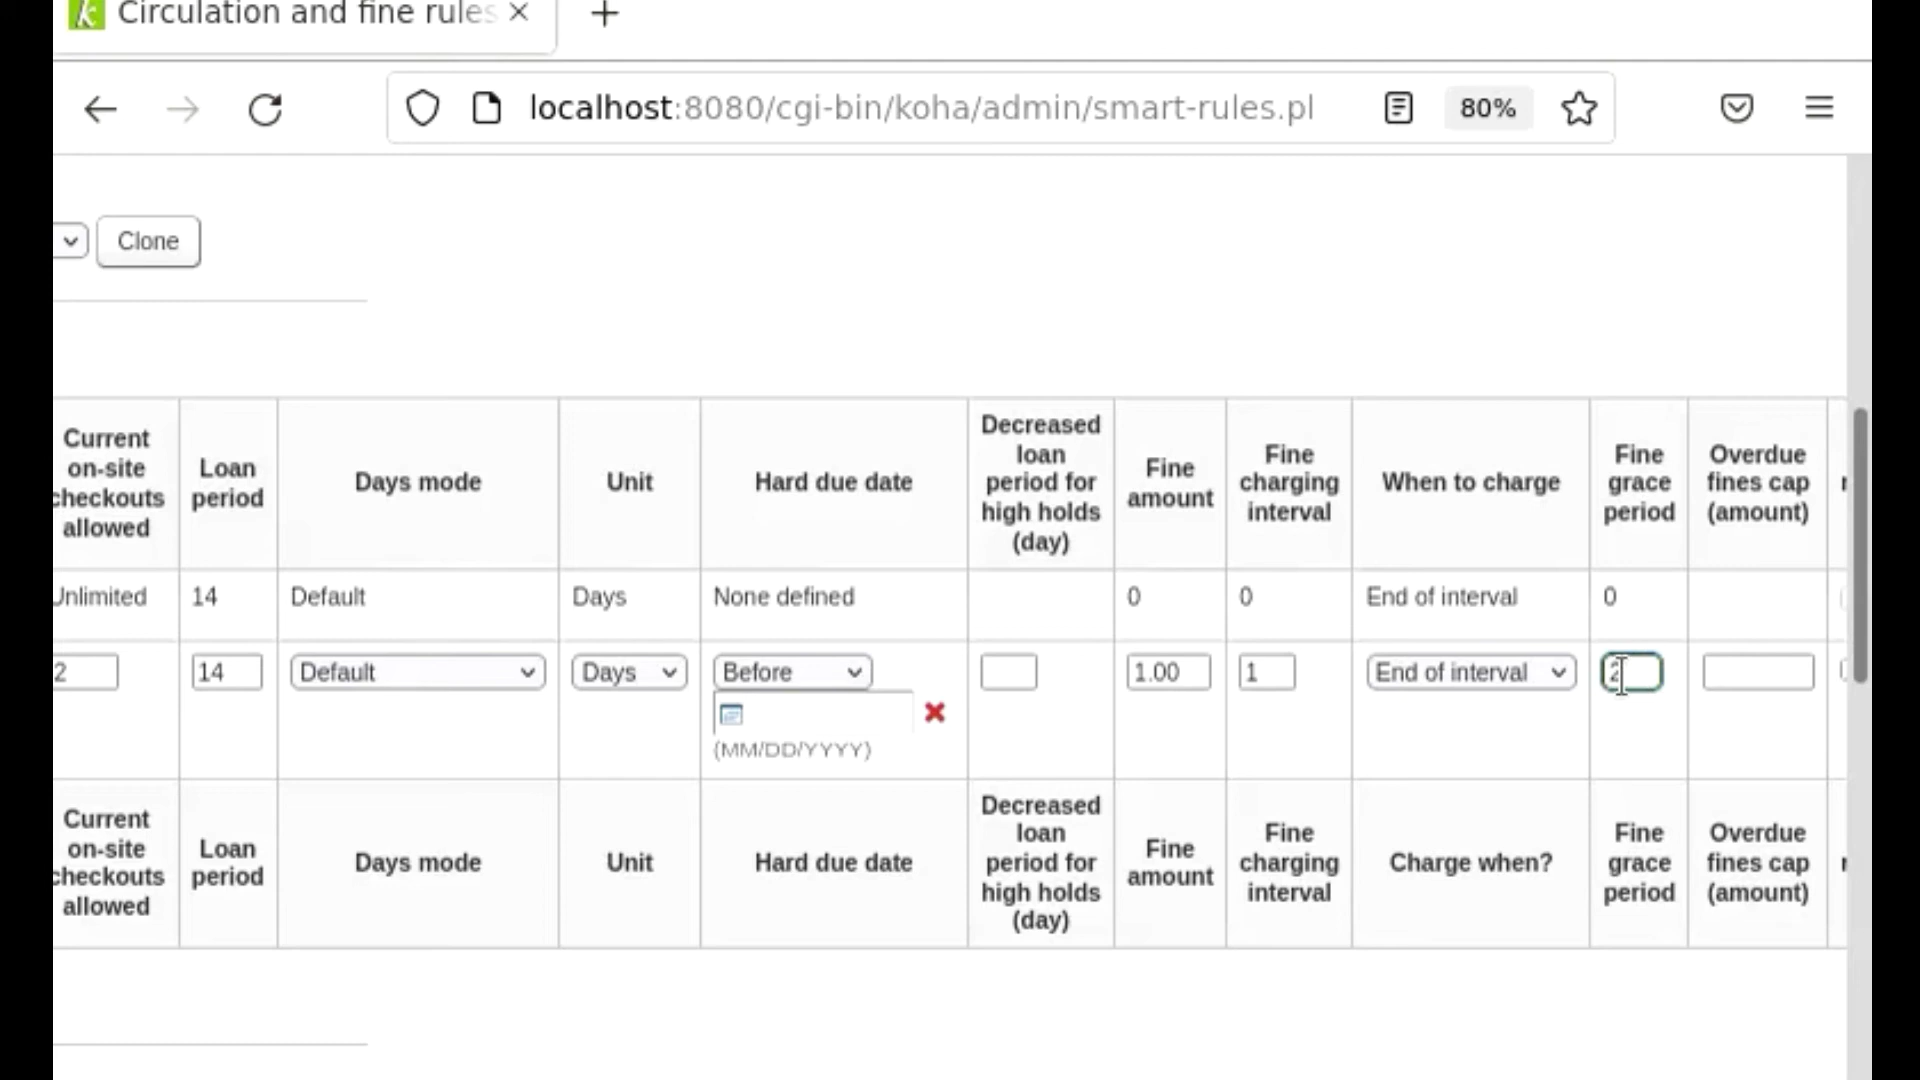 k Circulation and fine rules
localhost:8080/cgi-bin/koha/admin/smart-rules.pl 80%
Clone
Current
on-site
checkouts
allowed
Loan
period
Days mode
Unit
Hard due date
Decreased
loan
period for
high holds
(day)
Fine
amount
Fine
charging
interval
When to charge
Fine
grace
period
Overdue
fines cap
(amount)
Unlimited 14 Default Days None defined 0 0 End of interval 0
2 14 Default Days Before 1.00 1 End of interval 2
(MM/DD/YYYY)
Current
on-site
checkouts
allowed
Loan
period
Days mode
Unit
Hard due date
Decreased
loan
period for
high holds
(day)
Fine
amount
Fine
charging
interval
Charge when?
Fine
grace
period
Overdue
fines cap
(amount)